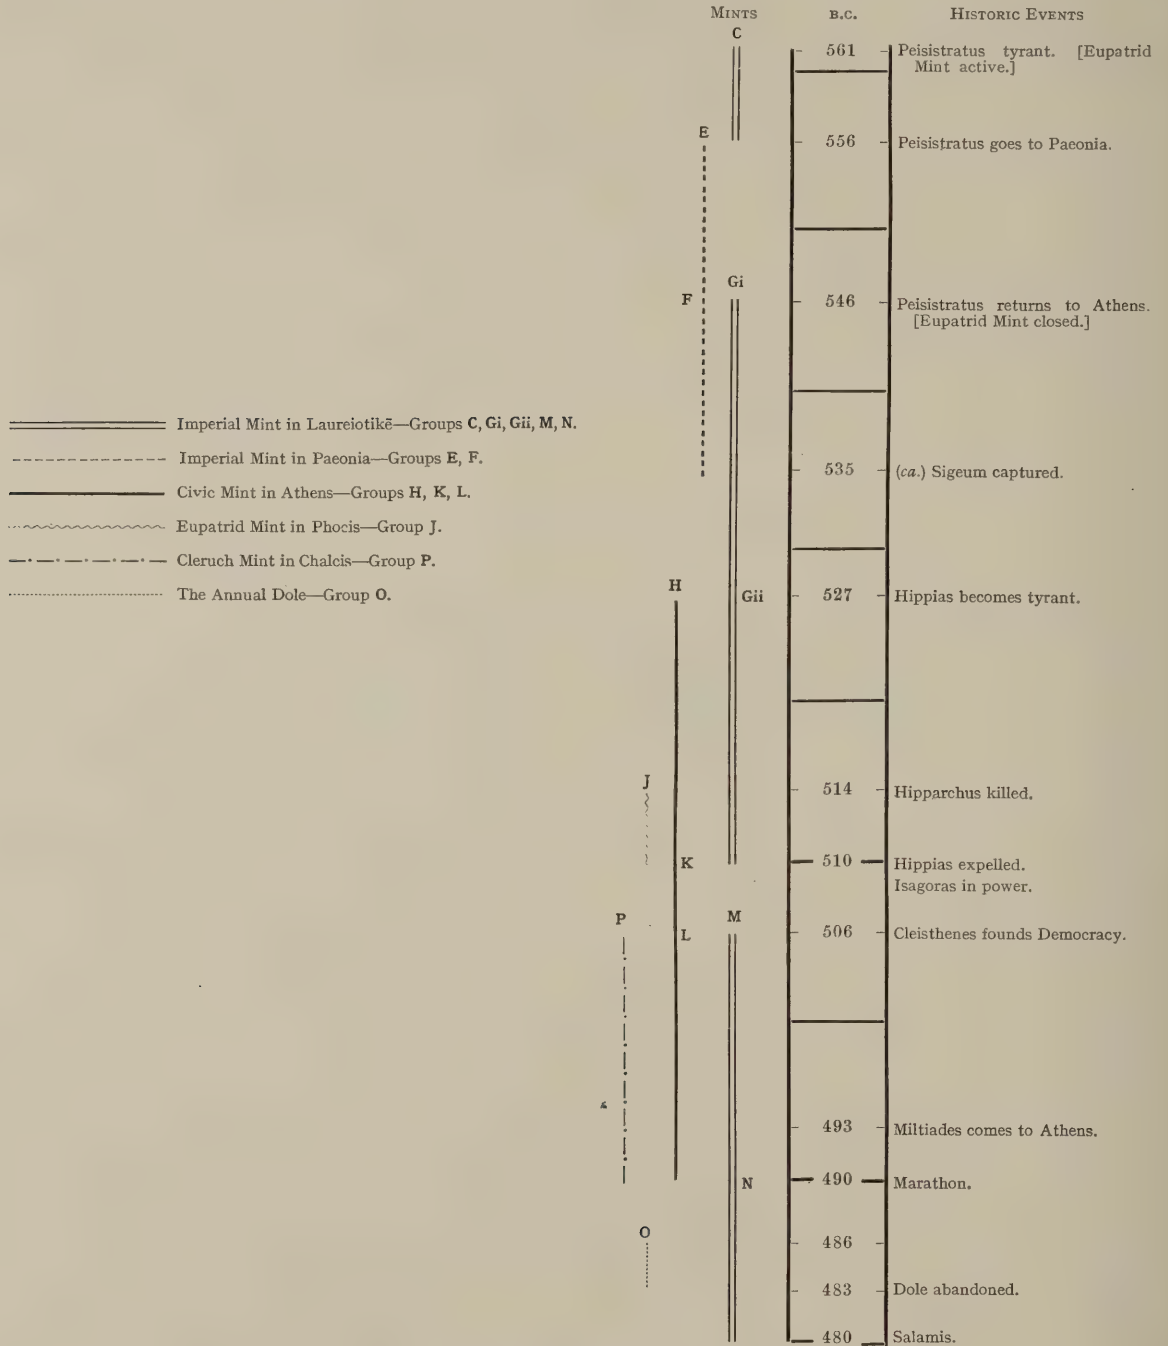 MINTS B.C. HISTORIC EVENTS
C
561 Peisistratus tyrant. [Eupatrid
Mint active.]
E
556 Peisistratus goes to Paeonia.
Gi
F 546 Peisistratus returns to Athens.
[Eupatrid Mint closed.]
Imperial Mint in Laureiotikē—Groups C, Gi, Gii, M, N.
Imperial Mint in Paeonia—Groups E, F.
535 (ca.) Sigeum captured.
Civic Mint in Athens—Groups H, K, L.
Eupatrid Mint in Phocis—Group J.
Cleruch Mint in Chalcis—Group P.
The Annual Dole—Group O.
H
Gii 527 Hippias becomes tyrant.
J
514 Hipparchus killed.
K 510 Hippias expelled.
Isagoras in power.
P M
L 506 Cleisthenes founds Democracy.
493 Miltiades comes to Athens.
N 490 Marathon.
O
486
483 Dole abandoned.
480 Salamis.